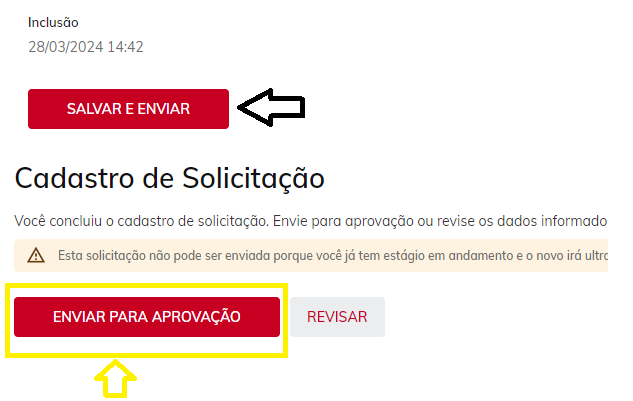 Inclusão
28/03/2024 14:42
SALVAR E ENVIAR
Cadastro de Solicitação
Você concluiu o cadastro de solicitação. Envie para aprovação ou revise os dados informado
Esta solicitação não pode ser enviada porque você já tem estágio em andamento e o novo irá ultra
ENVIAR PARA APROVAÇÃO REVISAR